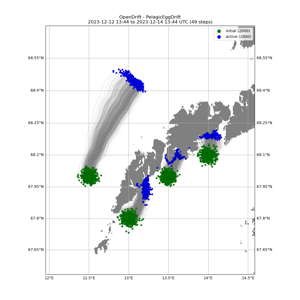 OpenDrift - PelagicEggDrift
2023-12-12 13:44 to 2023-12-14 13:44 UTC (49 steps)
initial (2000)
active (2000)
68.55°N
68.55°N
68.4°N
68.4°N
68.25°N
68.25°N
68.1°N
68.1°N
67.95°N
67.95°N
67.8°N
67.8°N
67.65°N
67.65°N
12°E
12.5°E
13°E
13.5°E
14°E
14.5°E